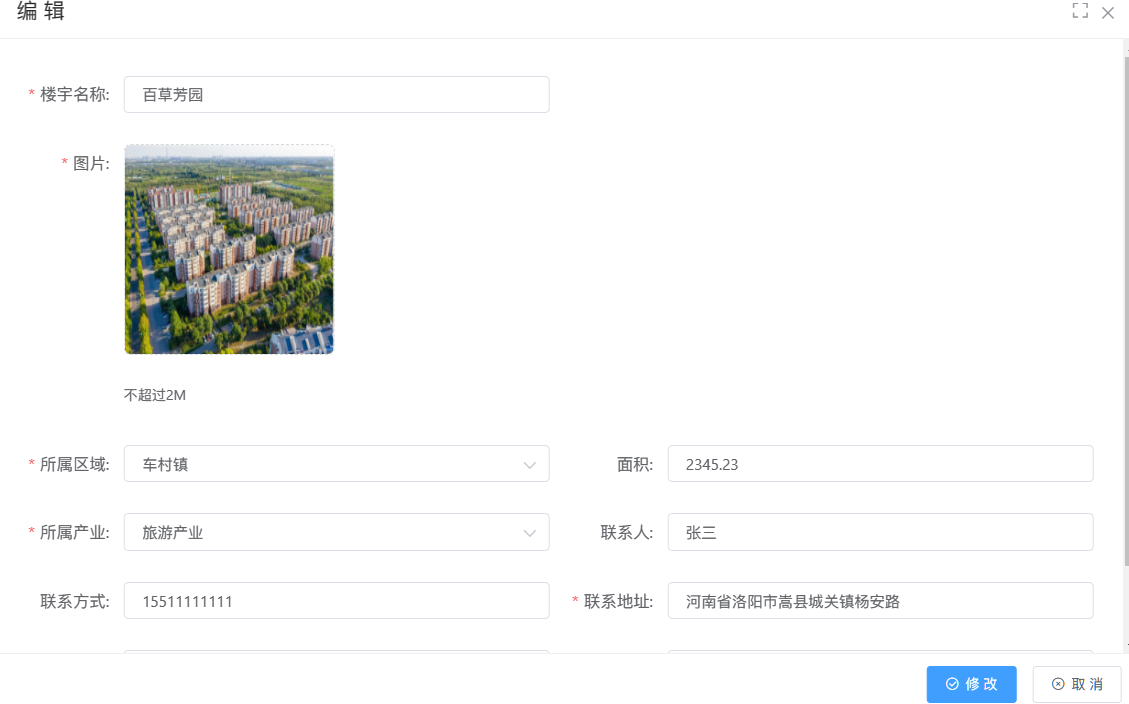 编 辑
* 楼宇名称: 百草芳园
* 图片:
不超过2M
* 所属区域: 车村镇 面积: 2345.23
* 所属产业: 旅游产业 联系人: 张三
联系方式: 15511111111 * 联系地址: 河南省洛阳市嵩县城关镇杨安路
修 改 取 消